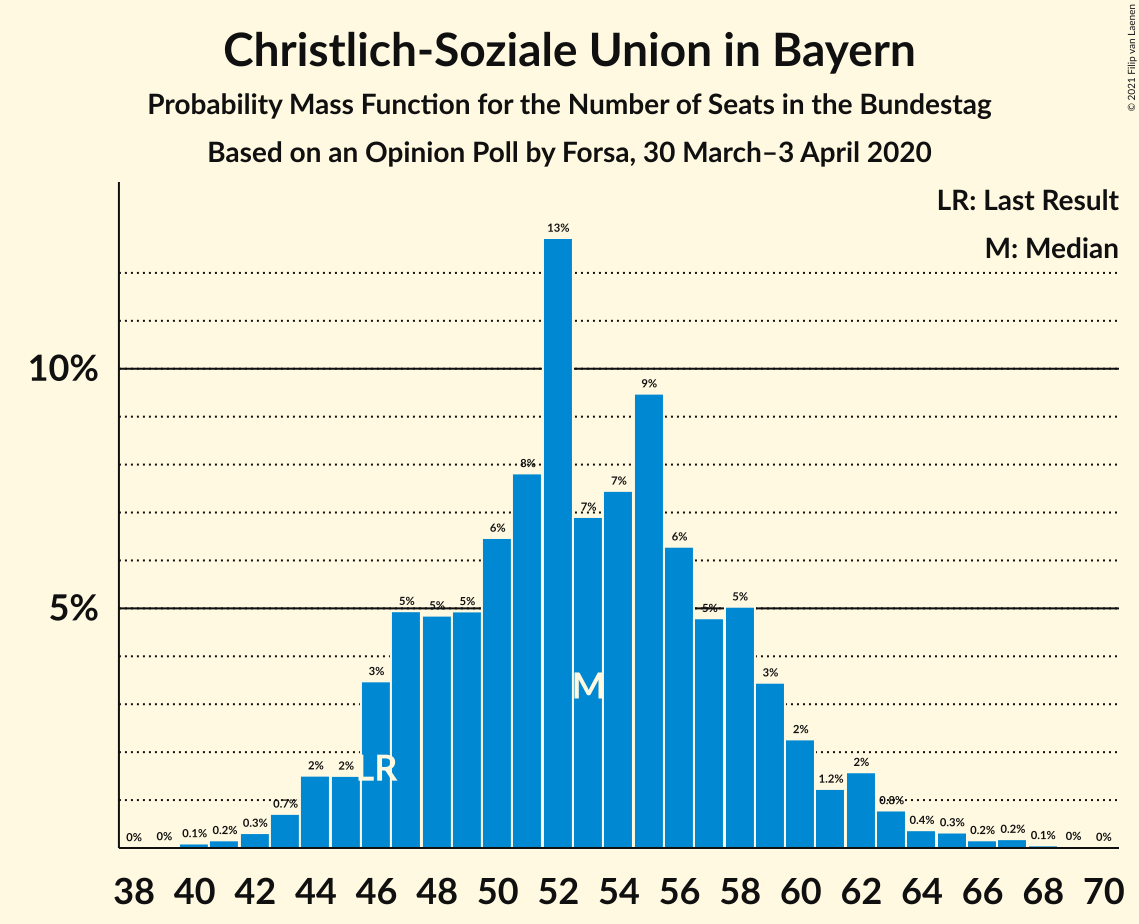 Christlich-Soziale Union in Bayern
Probability Mass Function for the Number of Seats in the Bundestag
Based on an Opinion Poll by Forsa, 30 March–3 April 2020
© 2021 Filip van Laenen
LR: Last Result
M: Median
10%
5%
0% 0% 0.1% 0.2% 0.3% 0.7% 2% 2% 3% 5% 5% 5% 6% 8% 13% 7% 7% 9% 6% 5% 5% 3% 2% 1.2% 2% 0.8% 0.4% 0.3% 0.2% 0.2% 0.1% 0% 0%
LR
M
38 40 42 44 46 48 50 52 54 56 58 60 62 64 66 68 70